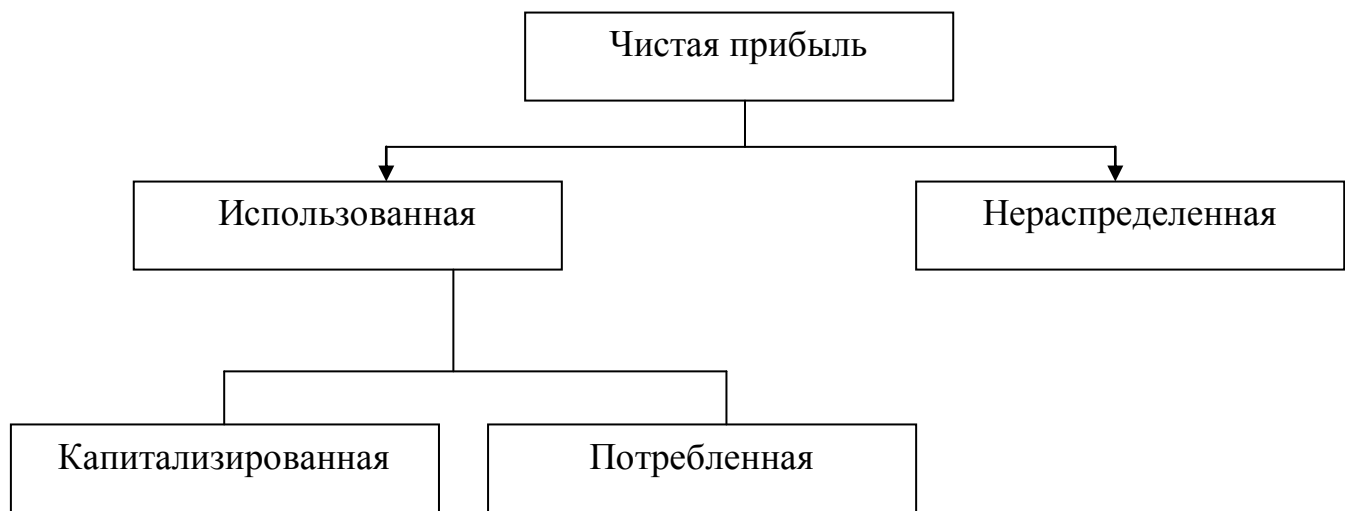 Чистая прибыль
Использованная
Нераспределенная
Капитализированная
Потребленная